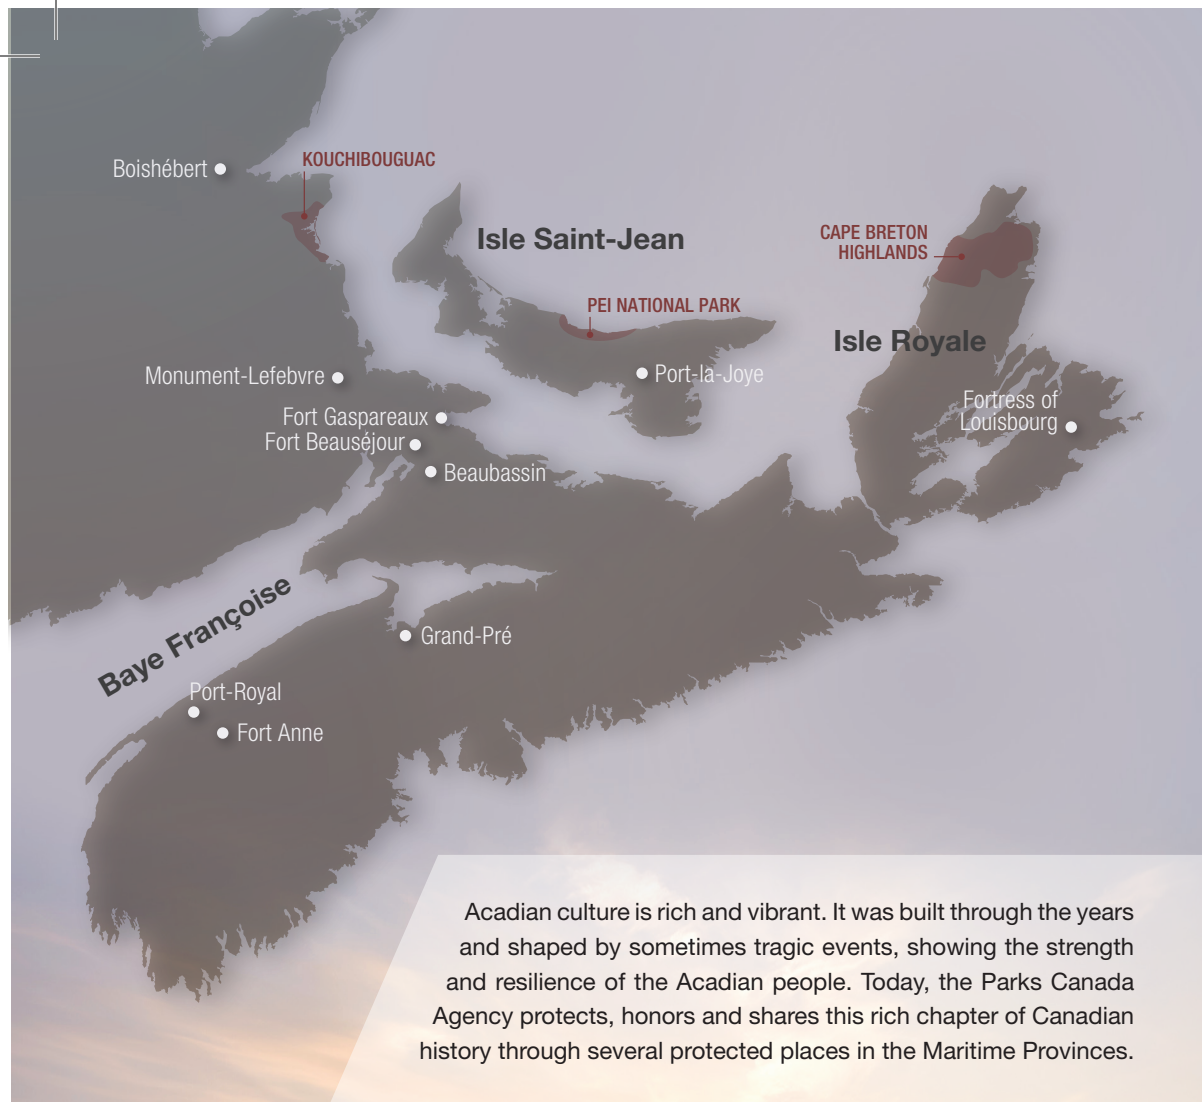 Boishébert
KOUCHIBOUGUAC
Isle Saint-Jean
CAPE BRETON
HIGHLANDS
PEI NATIONAL PARK
Isle Royale
Monument-Lefebvre
Port-la-Joye
Fort Gaspareaux
Fortress of
Louisbourg
Fort Beauséjour
Beaubassin
Baye Françoise
Grand-Pré
Port-Royal
Fort Anne
Acadian culture is rich and vibrant. It was built through the years
and shaped by sometimes tragic events, showing the strength
and resilience of the Acadian people. Today, the Parks Canada
Agency protects, honors and shares this rich chapter of Canadian
history through several protected places in the Maritime Provinces.